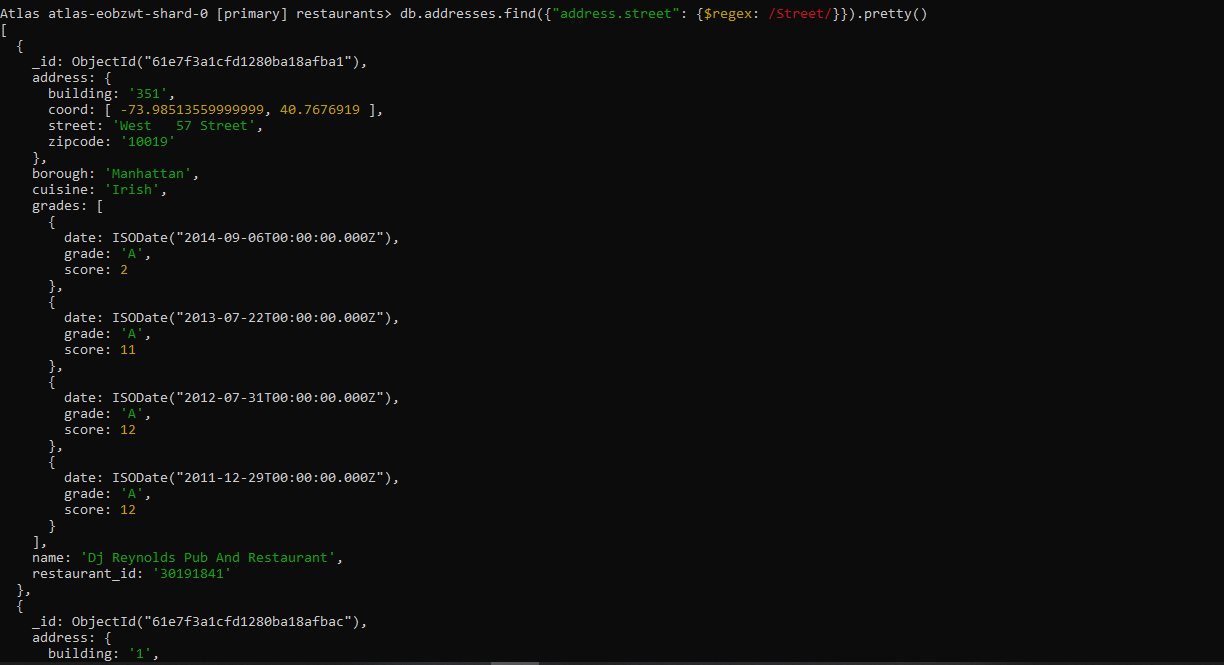 Atlas atlas-eobzwt-shard-0 [primary] restaurants> db.addresses.find({"address.street": {$regex: /Street/}}).pretty()
[
  {
    _id: ObjectId("61e7f3a1cfd1280ba18afba1"),
    address: {
      building: '351',
      coord: [ -73.98513559999999, 40.7676919 ],
      street: 'West   57 Street',
      zipcode: '10019'
    },
    borough: 'Manhattan',
    cuisine: 'Irish',
    grades: [
      {
        date: ISODate("2014-09-06T00:00:00.000Z"),
        grade: 'A',
        score: 2
      },
      {
        date: ISODate("2013-07-22T00:00:00.000Z"),
        grade: 'A',
        score: 11
      },
      {
        date: ISODate("2012-07-31T00:00:00.000Z"),
        grade: 'A',
        score: 12
      },
      {
        date: ISODate("2011-12-29T00:00:00.000Z"),
        grade: 'A',
        score: 12
      }
    ],
    name: 'Dj Reynolds Pub And Restaurant',
    restaurant_id: '30191841'
  },
  {
    _id: ObjectId("61e7f3a1cfd1280ba18afbac"),
    address: {
      building: '1',